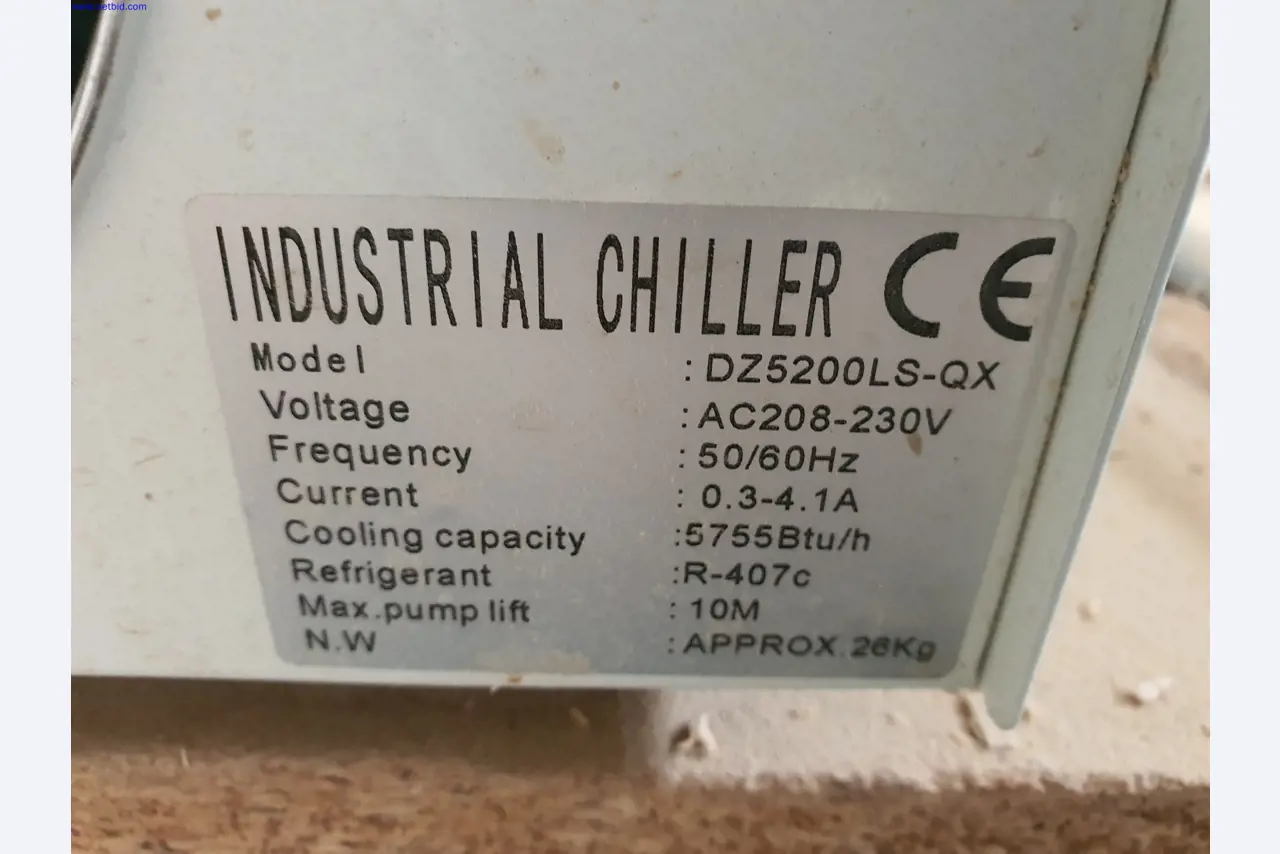 INDUSTRIAL CHILLER CE
Model : DZ5200LS-QX
Voltage : AC208-230V
Frequency : 50/60Hz
Current : 0.3-4.1A
Cooling capacity :5755Btu/h
Refrigerant :R-407c
Max.pump lift : 10M
N.W : APPROX.26Kg